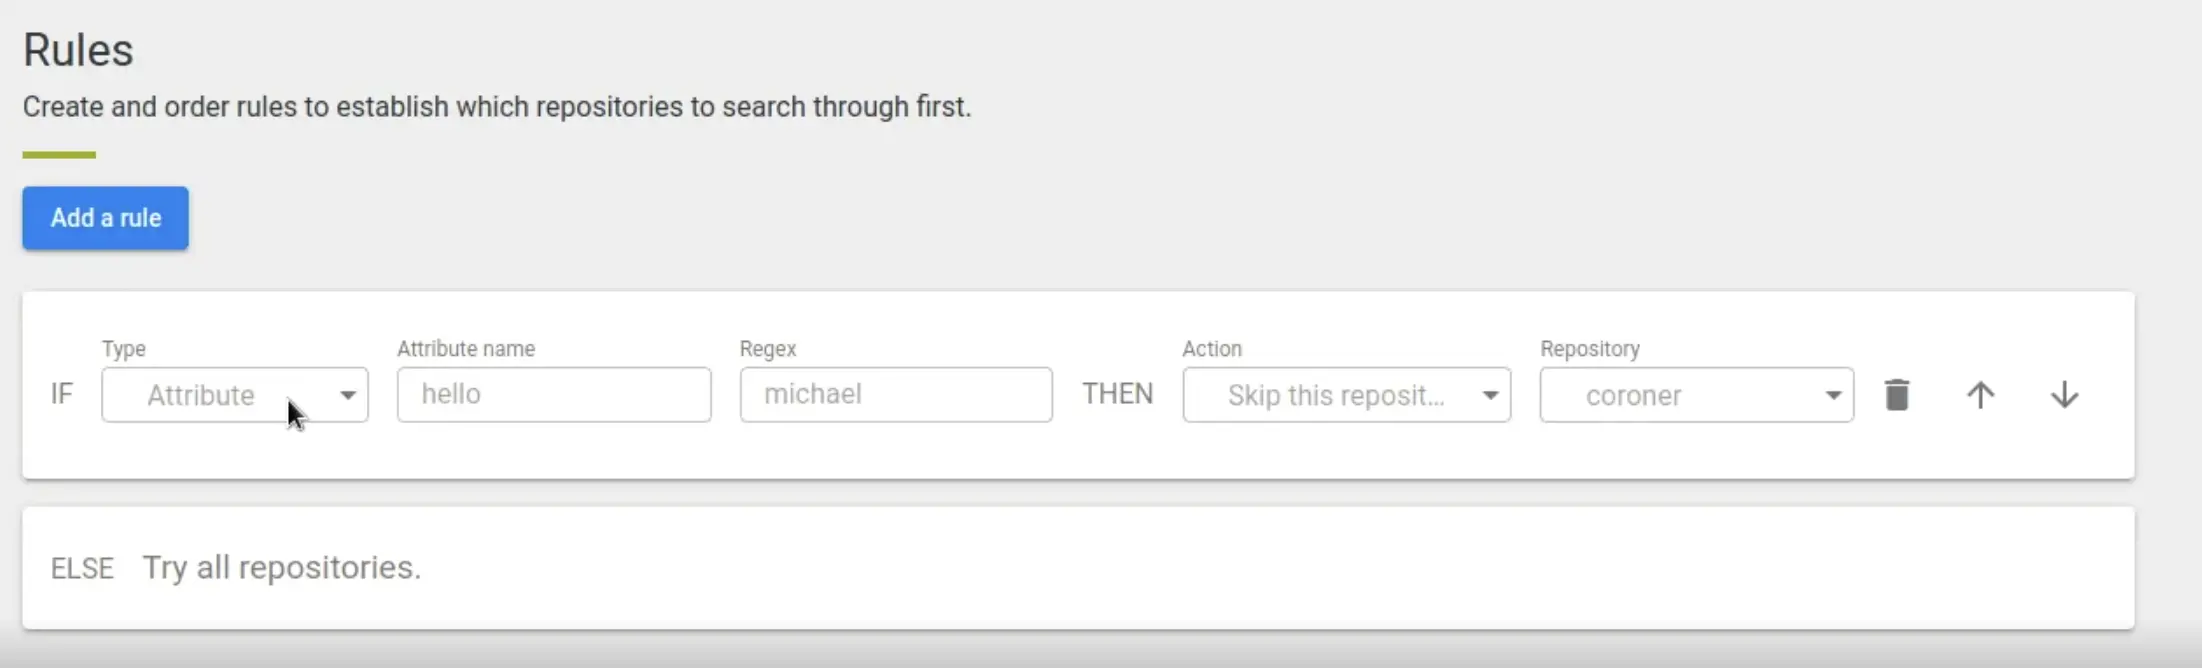 Rules
Create and order rules to establish which repositories to search through first.
Add a rule
Type Attribute name Regex Action Repository
IF Attribute hello michael THEN Skip this reposit... coroner
ELSE Try all repositories.